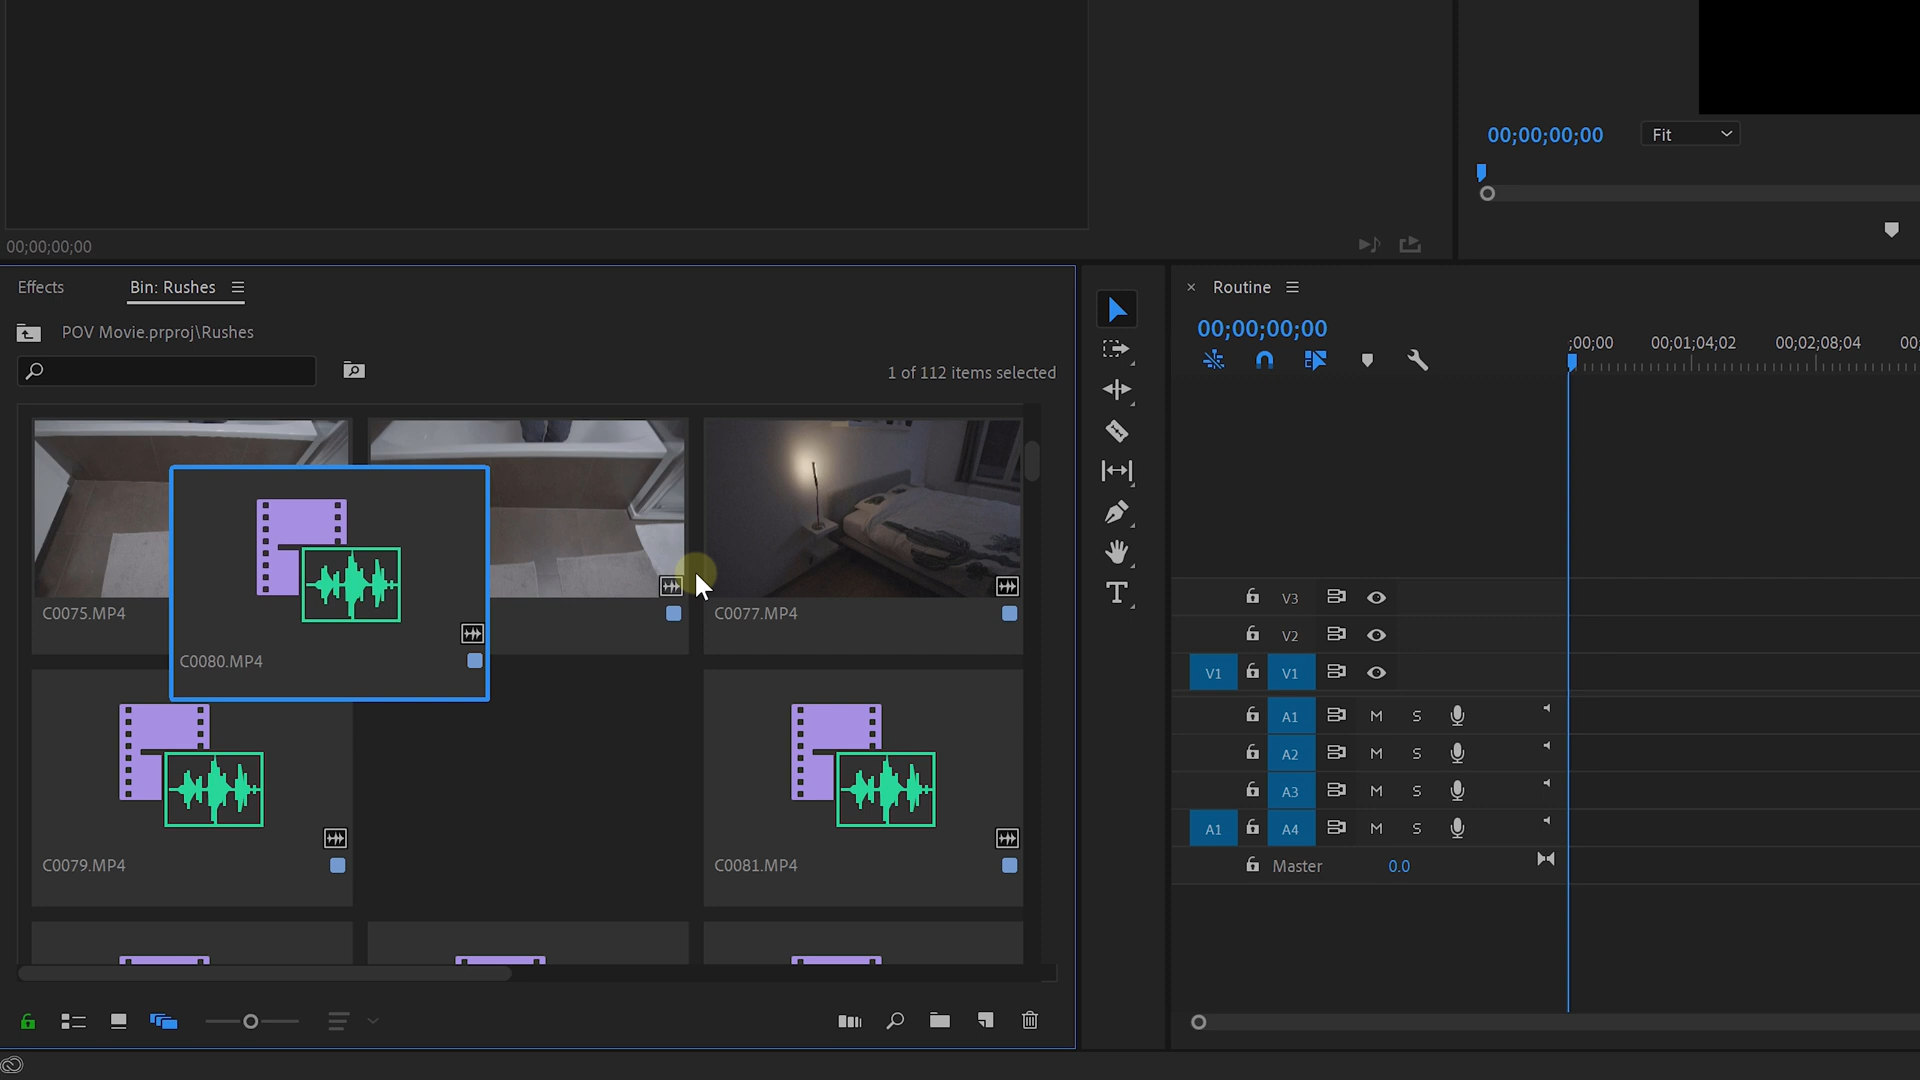 00;00;00;00
Fit
00;00;00;00
Effects
Bin: Rushes
POV Movie.prproj\Rushes
1 of 112 items selected
C0075.MP4
C0077.MP4
C0080.MP4
C0079.MP4
C0081.MP4
Routine
00;00;00;00
;00;00
00;01;04;02
00;02;08;04
00;
V3
V2
V1
V1
A1
M
S
A2
M
S
A3
M
S
A1
A4
M
S
Master
0.0
T